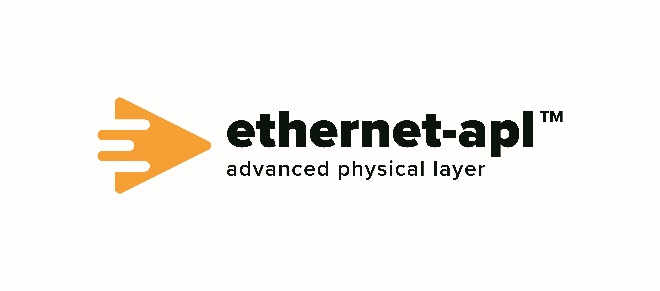 ethernet-apl™
advanced physical layer